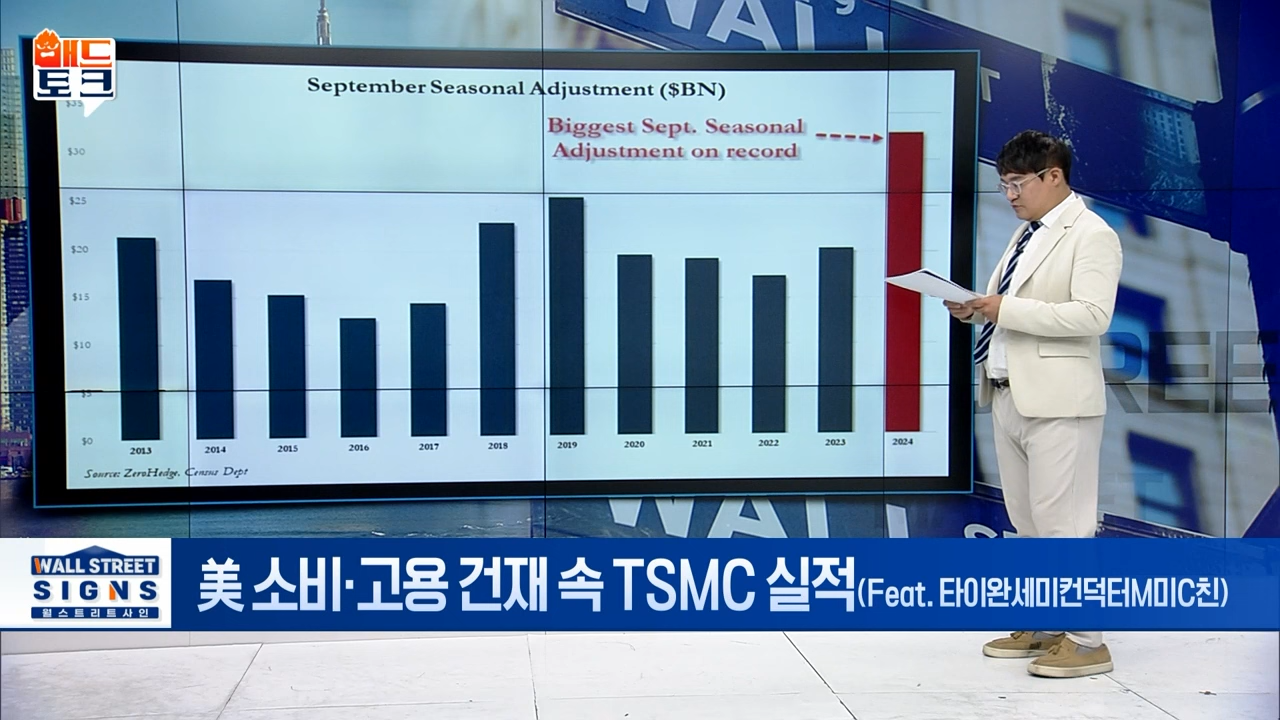 매드
토크
WALL
September Seasonal Adjustment ($BN)
$35
Biggest Sept. Seasonal
Adjustment on record
$30
$25
$20
$15
$10
$5
$0
2013 2014 2015 2016 2017 2018 2019 2020 2021 2022 2023 2024
Source: ZeroHedge, Census Dept
WALL
WALL STREET
SIGNS
월스트리트사인
美 소비·고용 건재 속 TSMC 실적(Feat. 타이완세미컨덕터M미C친)